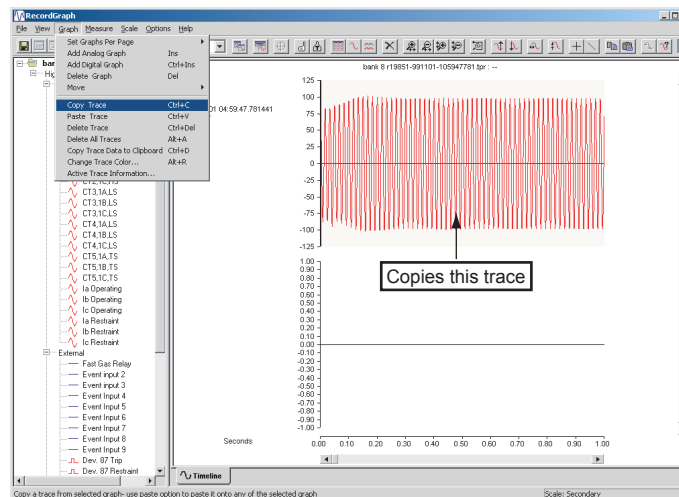 RecordGraph
File View Graph Measure Scale Options Help
Set Graphs Per Page
Add Analog Graph Ins
Add Digital Graph Ctrl+Ins
Delete Graph Del
Move
Copy Trace Ctrl+C
Paste Trace Ctrl+V
Delete Trace Ctrl+Del
Delete All Traces Alt+A
Copy Trace Data to Clipboard Ctrl+D
Change Trace Color... Alt+R
Active Trace Information...
CT3,1A,LS
CT3,1B,LS
CT3,1C,LS
CT4,1A,LS
CT4,1B,LS
CT4,1C,LS
CT5,1A,TS
CT5,1B,TS
CT5,1C,TS
Ia Operating
Ib Operating
Ic Operating
Ia Restraint
Ib Restraint
Ic Restraint
External
Fast Gas Relay
Event input 2
Event input 3
Event Input 4
Event Input 5
Event Input 6
Event Input 7
Event Input 8
Event Input 9
Dev. 87 Trip
Dev. 87 Restraint
bank 8 r19851-991101-105947781.tpr : --
01 04:59:47.781441
125
100
75
50
25
0
-25
-50
-75
-100
-125
Copies this trace
1.00
0.90
0.80
0.70
0.60
0.50
0.40
0.30
0.20
0.10
0.00
-0.10
-0.20
-0.30
-0.40
-0.50
-0.60
-0.70
-0.80
-0.90
-1.00
Seconds
0.00 0.10 0.20 0.30 0.40 0.50 0.60 0.70 0.80 0.90 1.00
Timeline
Copy a trace from selected graph- use paste option to paste it onto any of the selected graph
Scale: Secondary